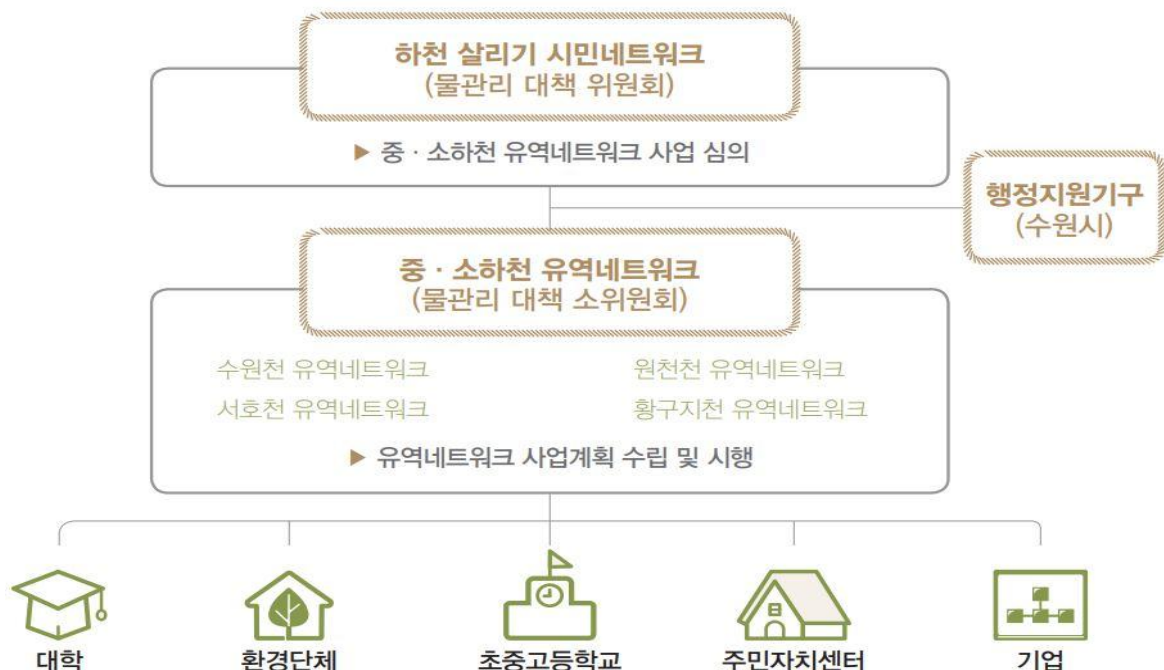 하천 살리기 시민네트워크
(물관리 대책 위원회)
▶ 중 · 소하천 유역네트워크 사업 심의
행정지원기구
(수원시)
중 · 소하천 유역네트워크
(물관리 대책 소위원회)
수원천 유역네트워크
원천천 유역네트워크
서호천 유역네트워크
황구지천 유역네트워크
▶ 유역네트워크 사업계획 수립 및 시행
대학
환경단체
초중고등학교
주민자치센터
기업